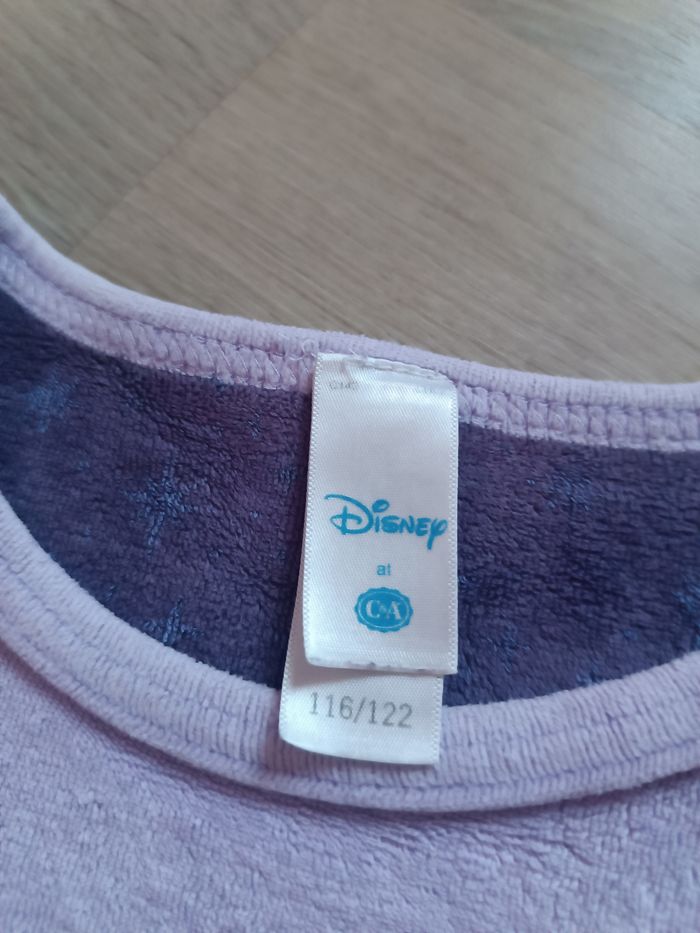 Disney
at
C&A
116/122